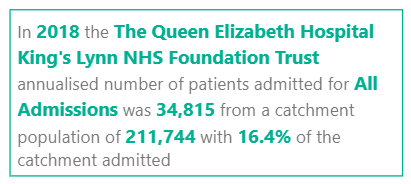 In 2018 the The Queen Elizabeth Hospital
King's Lynn NHS Foundation Trust
annualised number of patients admitted for All
Admissions was 34,815 from a catchment
population of 211,744 with 16.4% of the
catchment admitted